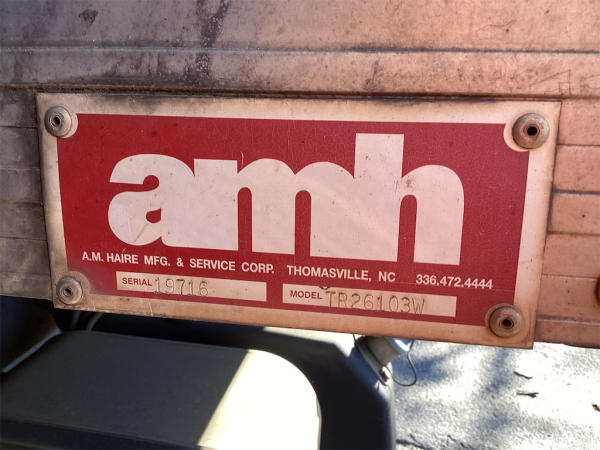 amh
A.M. HAIRE MFG. & SERVICE CORP. THOMASVILLE, NC 336.472.4444
SERIAL 19716 MODEL TR26103W